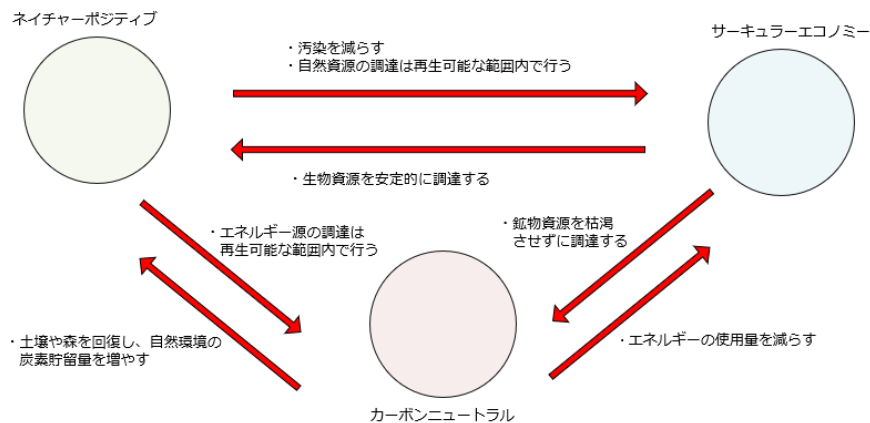 ネイチャーポジティブ
サーキュラーエコノミー
・汚染を減らす
・自然資源の調達は再生可能な範囲内で行う
・生物資源を安定的に調達する
・エネルギー源の調達は
再生可能な範囲内で行う
・鉱物資源を枯渇
させずに調達する
・土壌や森を回復し、自然環境の
炭素貯留量を増やす
・エネルギーの使用量を減らす
カーボンニュートラル